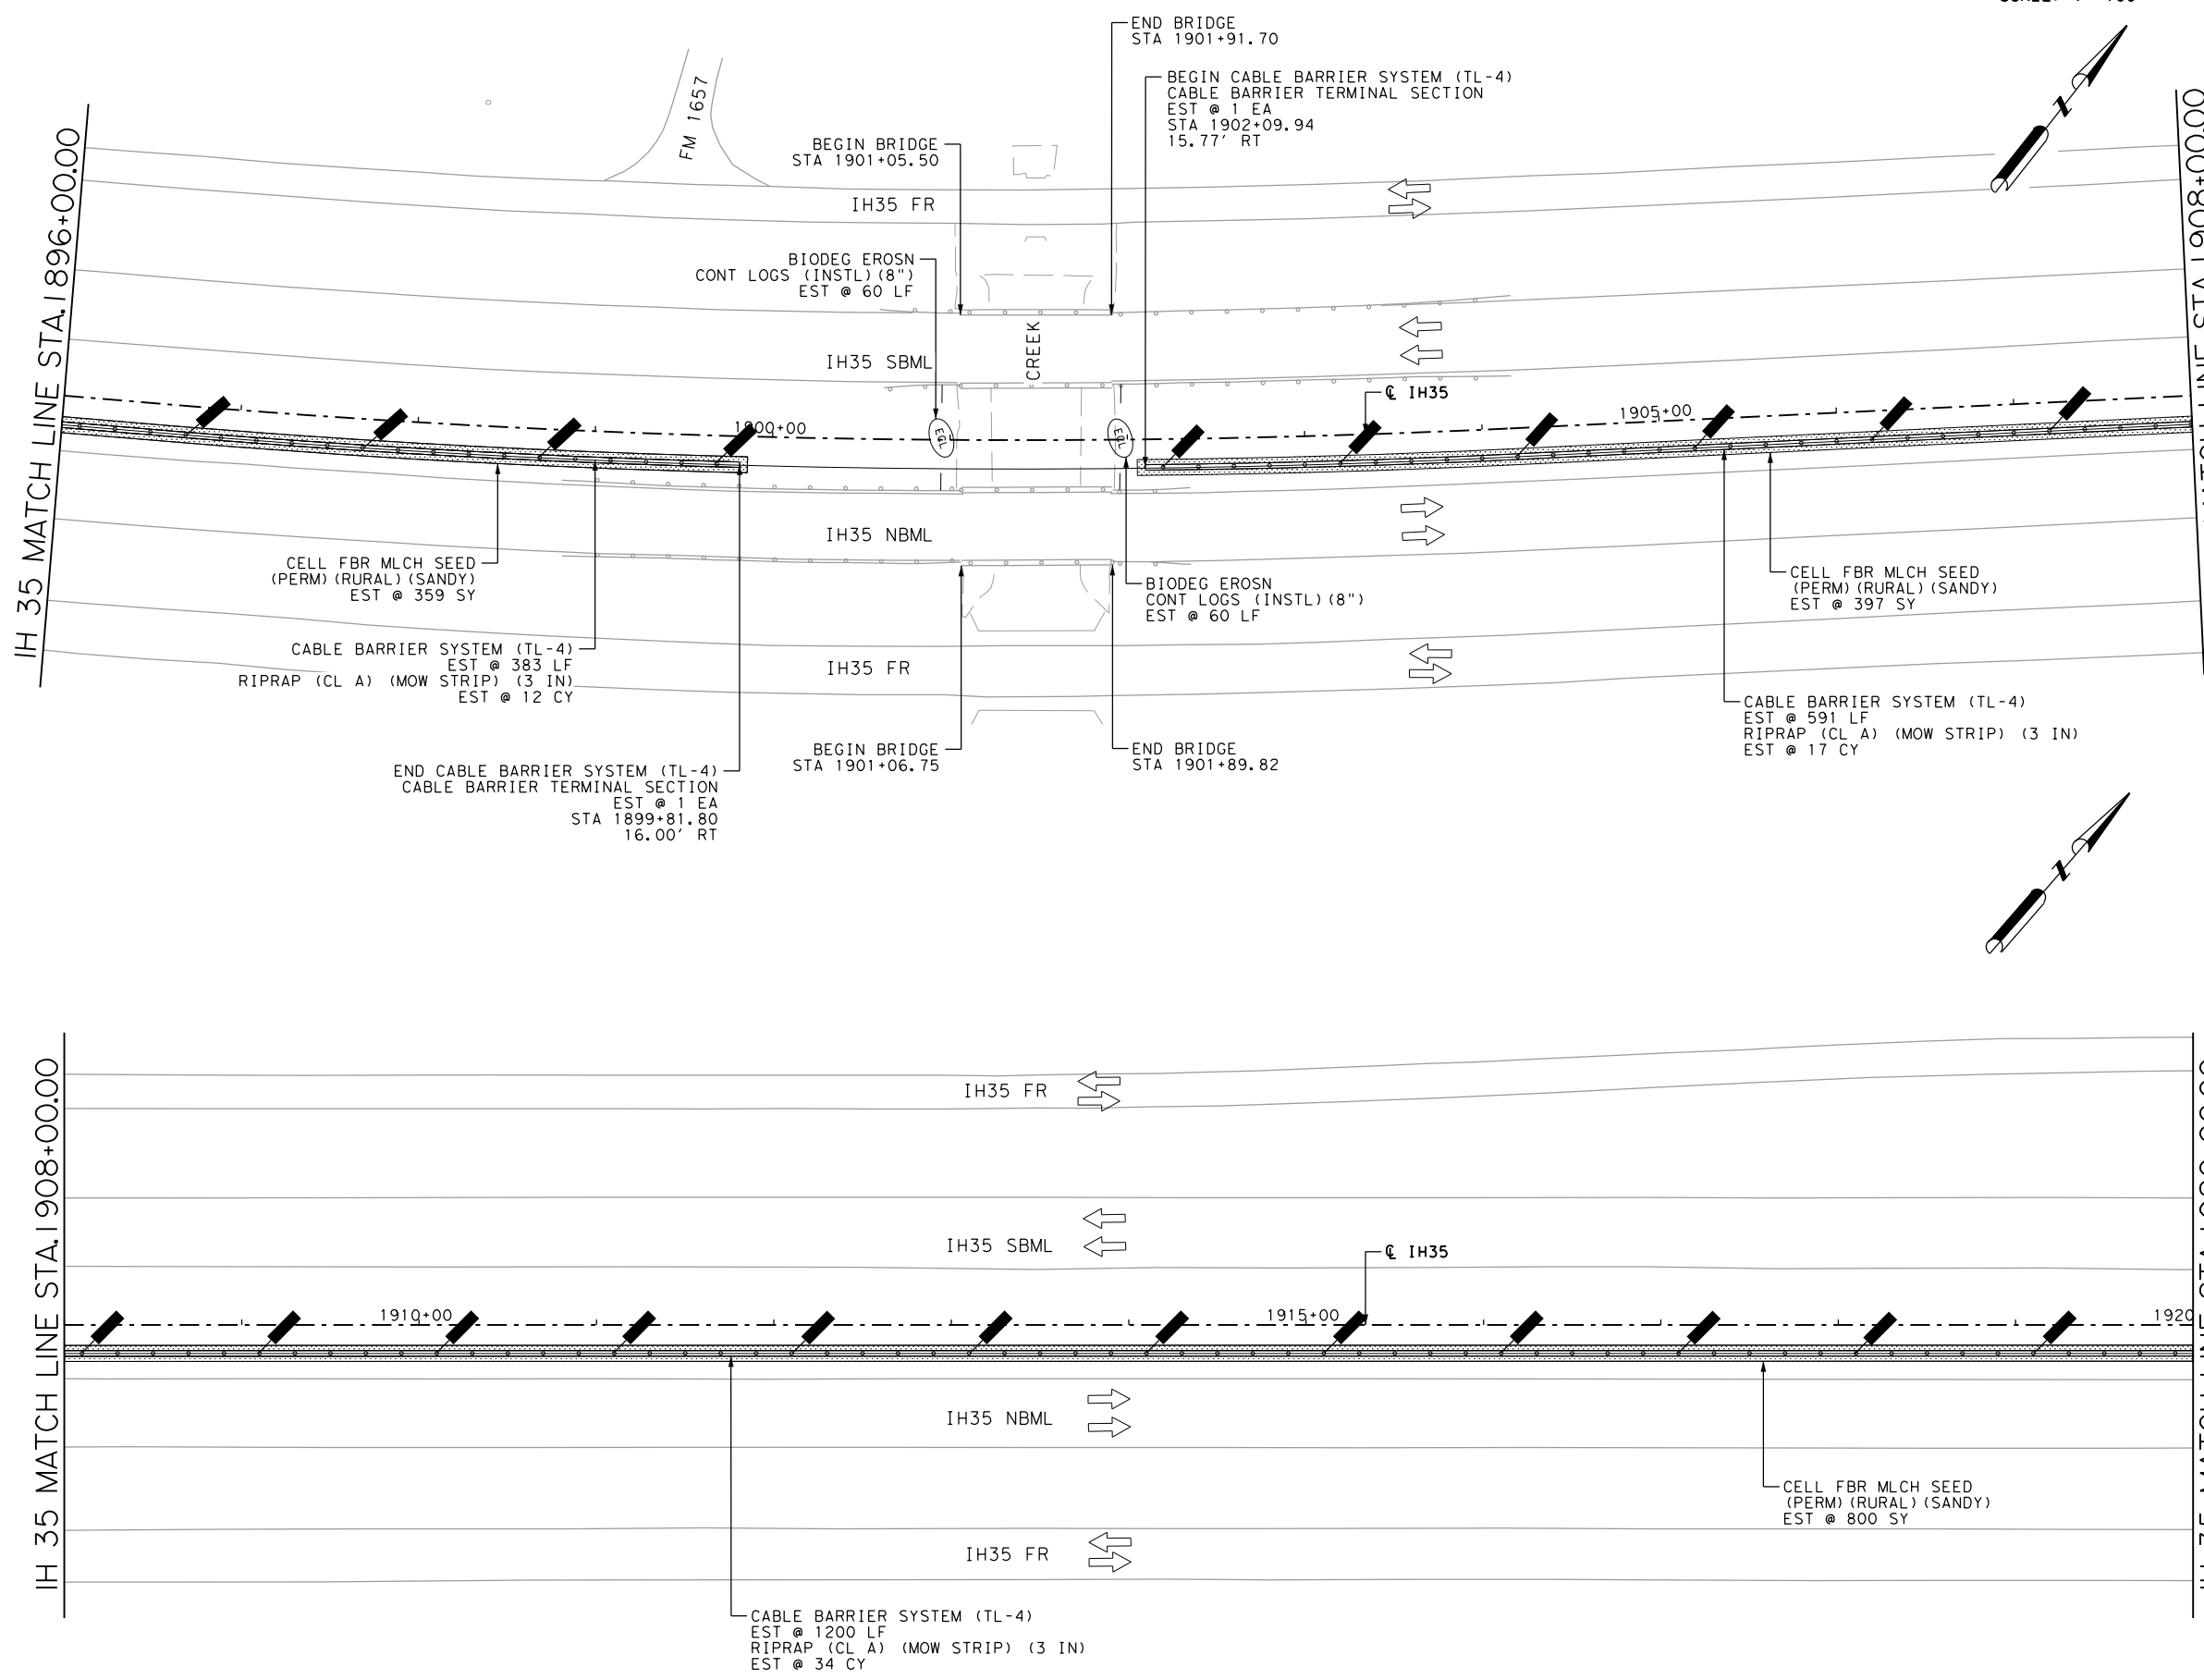 END BRIDGE
STA 1901+91.70
BEGIN CABLE BARRIER SYSTEM (TL-4)
CABLE BARRIER TERMINAL SECTION
EST @ 1 EA
STA 1902+09.94
15.77' RT
FM 1657
BEGIN BRIDGE
STA 1901+05.50
IH 35 MATCH LINE STA.1896+00.00
IH35 FR
BIODEG EROSN
CONT LOGS (INSTL)(8")
EST @ 60 LF
CREEK
IH35 SBML
℄ IH35
1900+00
1905+00
EGL
EGL
N
IH35 NBML
CELL FBR MLCH SEED
(PERM)(RURAL)(SANDY)
EST @ 359 SY
BIODEG EROSN
CONT LOGS (INSTL)(8")
EST @ 60 LF
CELL FBR MLCH SEED
(PERM)(RURAL)(SANDY)
EST @ 397 SY
CABLE BARRIER SYSTEM (TL-4)
EST @ 383 LF
RIPRAP (CL A) (MOW STRIP) (3 IN)
EST @ 12 CY
IH35 FR
CABLE BARRIER SYSTEM (TL-4)
EST @ 591 LF
RIPRAP (CL A) (MOW STRIP) (3 IN)
EST @ 17 CY
BEGIN BRIDGE
STA 1901+06.75
END BRIDGE
STA 1901+89.82
END CABLE BARRIER SYSTEM (TL-4)
CABLE BARRIER TERMINAL SECTION
EST @ 1 EA
STA 1899+81.80
16.00' RT
N
IH 35 MATCH LINE STA.1908+00.00
IH35 FR
IH35 SBML
℄ IH35
1910+00
1915+00
1920
IH35 NBML
CELL FBR MLCH SEED
(PERM)(RURAL)(SANDY)
EST @ 800 SY
IH35 FR
CABLE BARRIER SYSTEM (TL-4)
EST @ 1200 LF
RIPRAP (CL A) (MOW STRIP) (3 IN)
EST @ 34 CY